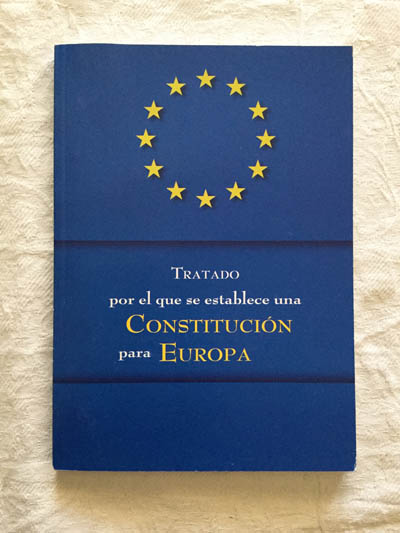 TRATADO
por el que se establece una
CONSTITUCIÓN
para EUROPA